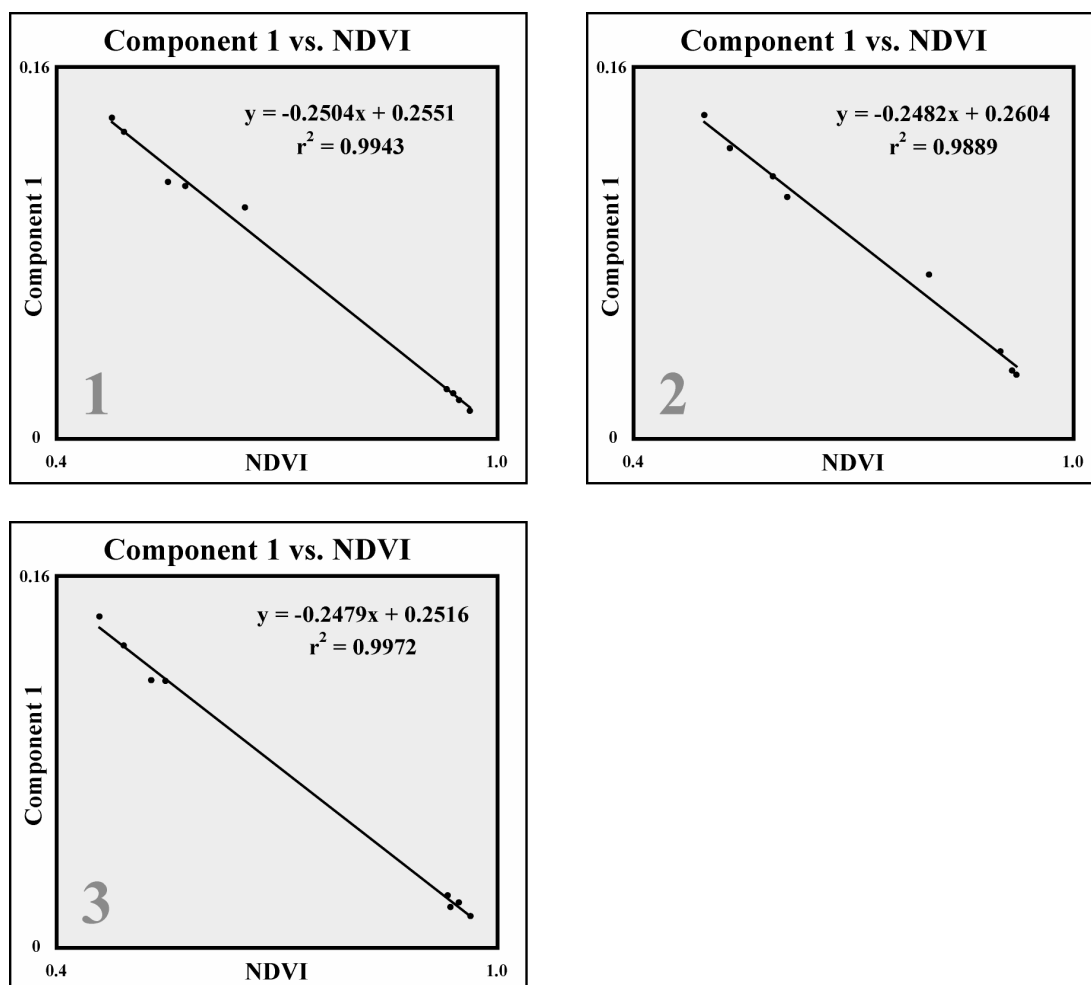 Component 1 vs. NDVI
0.16
y = -0.2504x + 0.2551
r² = 0.9943
Component 1
1
0
0.4
NDVI
1.0
Component 1 vs. NDVI
0.16
y = -0.2482x + 0.2604
r² = 0.9889
Component 1
2
0
0.4
NDVI
1.0
Component 1 vs. NDVI
0.16
y = -0.2479x + 0.2516
r² = 0.9972
Component 1
3
0
0.4
NDVI
1.0